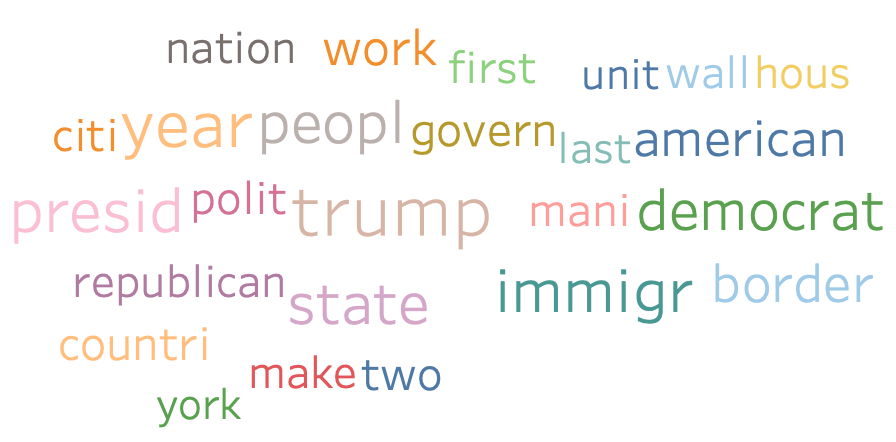 nation work first unit wall hous
citi year peopl govern last american
presid polit trump mani democrat
republican state immigr border
countri make two
york